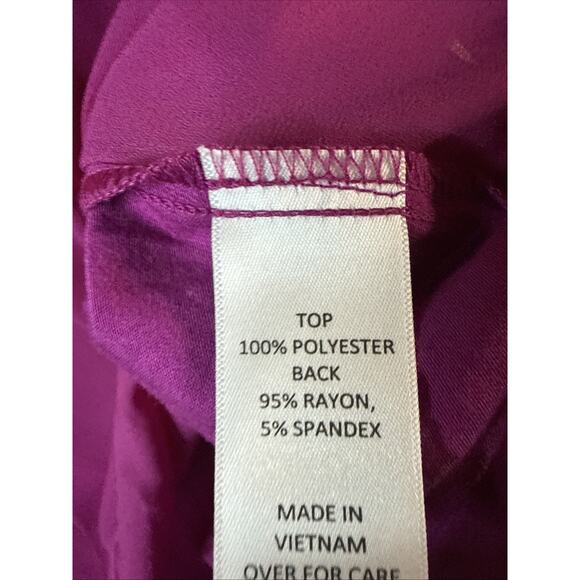 TOP
100% POLYESTER
BACK
95% RAYON,
5% SPANDEX
MADE IN
VIETNAM
OVER FOR CARE